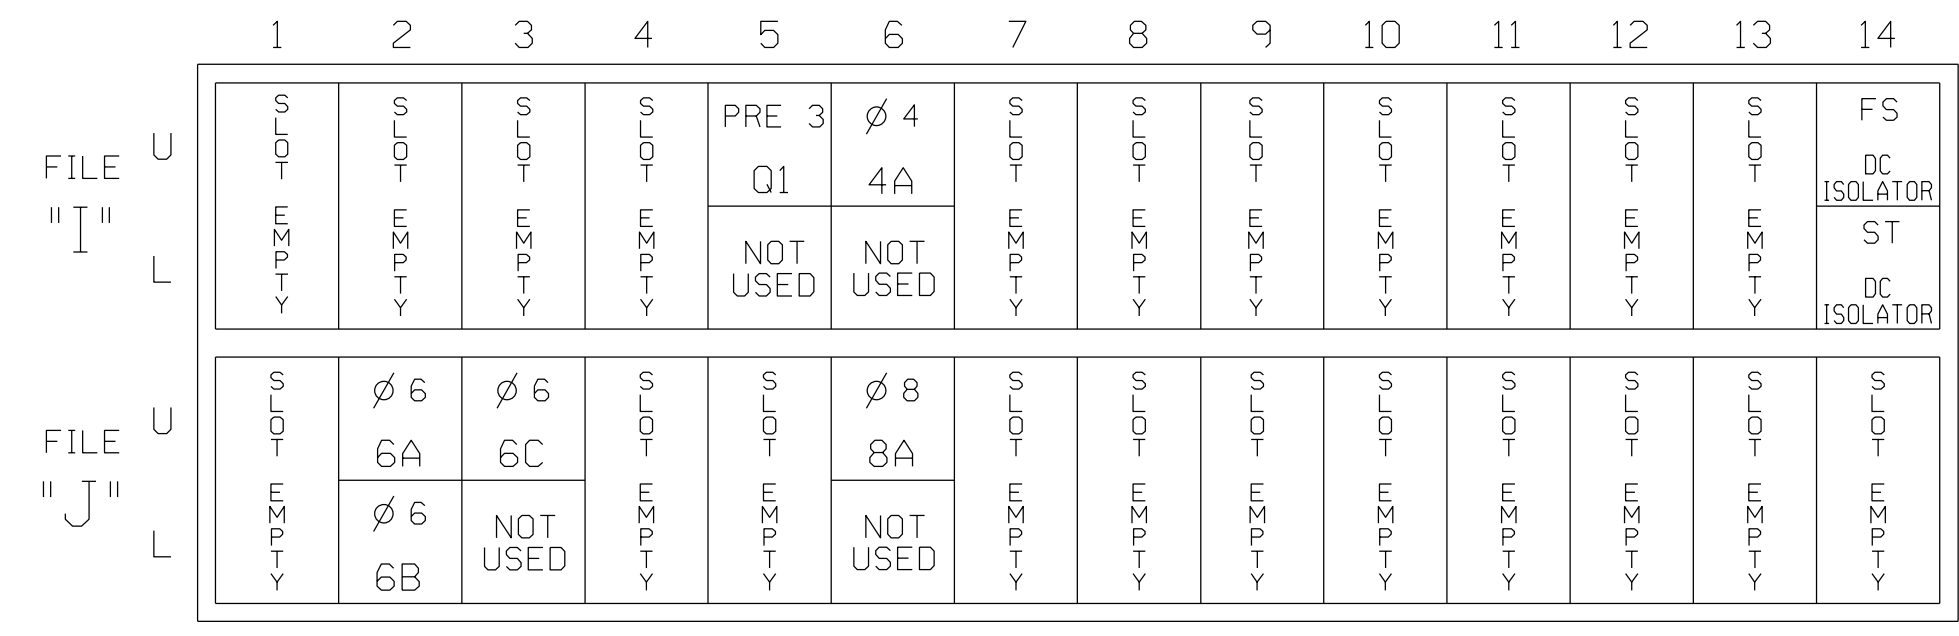 1 2 3 4 5 6 7 8 9 10 11 12 13 14
FILE
"I"
U
L
SLOT EMPTY
SLOT EMPTY
SLOT EMPTY
SLOT EMPTY
PRE 3
Q1
NOT
USED
Ø 4
4A
NOT
USED
SLOT EMPTY
SLOT EMPTY
SLOT EMPTY
SLOT EMPTY
SLOT EMPTY
SLOT EMPTY
SLOT EMPTY
FS
DC
ISOLATOR
ST
DC
ISOLATOR
FILE
"J"
U
L
SLOT EMPTY
Ø 6
6A
Ø 6
6B
Ø 6
6C
NOT
USED
SLOT EMPTY
SLOT EMPTY
Ø 8
8A
NOT
USED
SLOT EMPTY
SLOT EMPTY
SLOT EMPTY
SLOT EMPTY
SLOT EMPTY
SLOT EMPTY
SLOT EMPTY
SLOT EMPTY